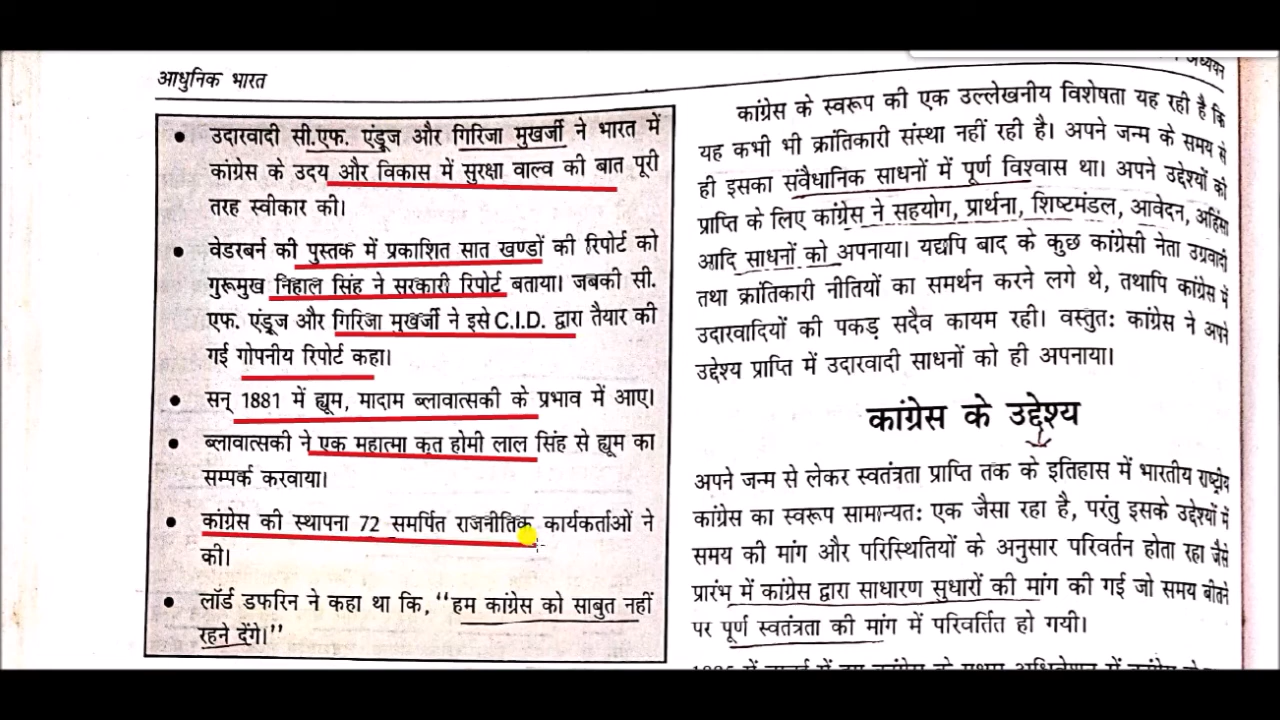 आधुनिक भारत
अध्ययन
• उदारवादी सी.एफ. एंड्रूज और गिरिजा मुखर्जी ने भारत में
कांग्रेस के उदय और विकास में सुरक्षा वाल्व की बात पूरी
तरह स्वीकार की।
• वेडरबर्न की पुस्तक में प्रकाशित सात खण्डों की रिपोर्ट को
गुरूमुख निहाल सिंह ने सरकारी रिपोर्ट बताया। जबकी सी.
एफ. एंड्रूज और गिरिजा मुखर्जी ने इसे C.I.D. द्वारा तैयार की
गई गोपनीय रिपोर्ट कहा।
• सन् 1881 में ह्यूम, मादाम ब्लावात्सकी के प्रभाव में आए।
• ब्लावात्सकी ने एक महात्मा कृत होमी लाल सिंह से ह्यूम का
सम्पर्क करवाया।
• कांग्रेस की स्थापना 72 समर्पित राजनीतिक कार्यकर्ताओं ने
की।
• लॉर्ड डफरिन ने कहा था कि, “हम कांग्रेस को साबुत नहीं
रहने देंगे।”
कांग्रेस के स्वरूप की एक उल्लेखनीय विशेषता यह रही है कि
यह कभी भी क्रांतिकारी संस्था नहीं रही है। अपने जन्म के समय से
ही इसका संवैधानिक साधनों में पूर्ण विश्वास था। अपने उद्देश्यों को
प्राप्ति के लिए कांग्रेस ने सहयोग, प्रार्थना, शिष्टमंडल, आवेदन, अहिंसा
आदि साधनों को अपनाया। यद्यपि बाद के कुछ कांग्रेसी नेता उग्रवादी
तथा क्रांतिकारी नीतियों का समर्थन करने लगे थे, तथापि कांग्रेस में
उदारवादियों की पकड़ सदैव कायम रही। वस्तुतः कांग्रेस ने अपने
उद्देश्य प्राप्ति में उदारवादी साधनों को ही अपनाया।
कांग्रेस के उद्देश्य
अपने जन्म से लेकर स्वतंत्रता प्राप्ति तक के इतिहास में भारतीय राष्ट्रीय
कांग्रेस का स्वरूप सामान्यतः एक जैसा रहा है, परंतु इसके उद्देश्यों में
समय की मांग और परिस्थितियों के अनुसार परिवर्तन होता रहा जैसे
प्रारंभ में कांग्रेस द्वारा साधारण सुधारों की मांग की गई जो समय बीतने
पर पूर्ण स्वतंत्रता की मांग में परिवर्तित हो गयी।